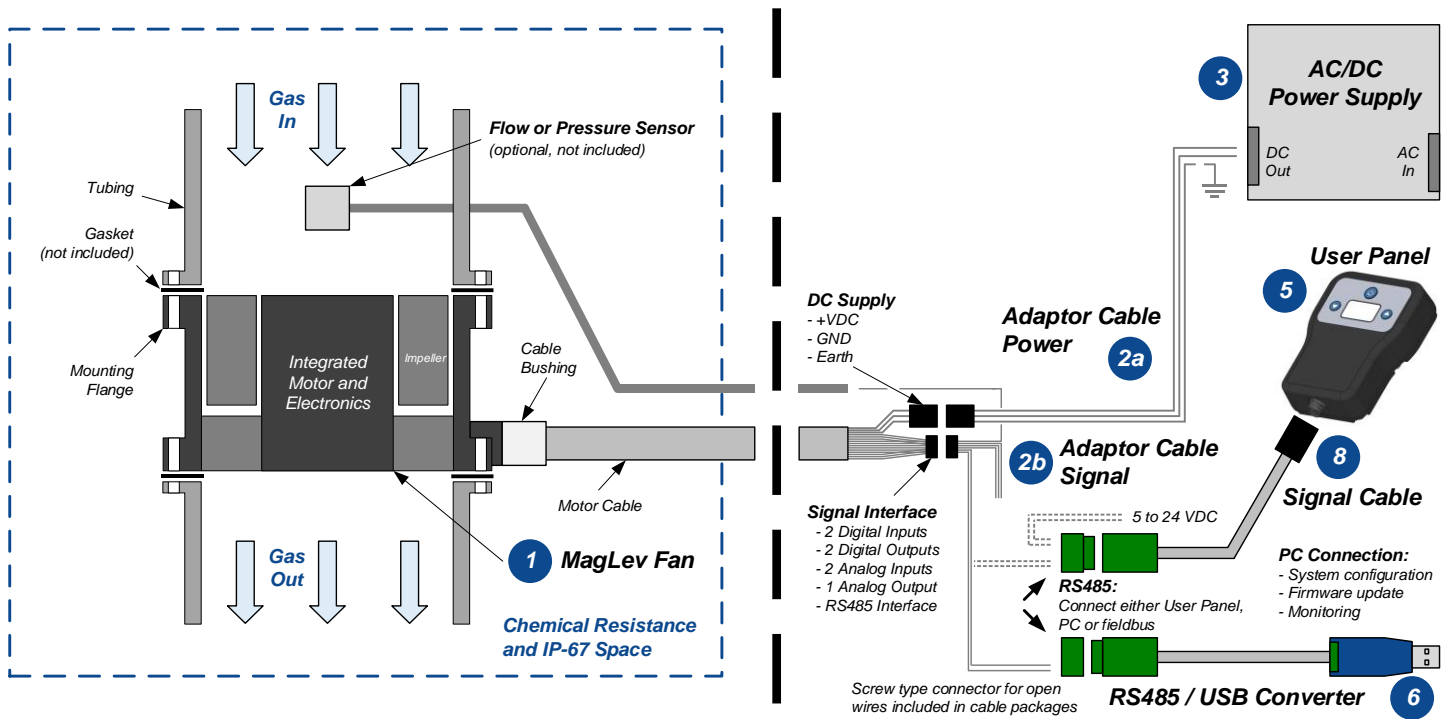 Gas
In
Flow or Pressure Sensor
(optional, not included)
Tubing
Gasket
(not included)
Mounting
Flange
Integrated
Motor and
Electronics
Impeller
Cable
Bushing
Motor Cable
Gas
Out
1 MagLev Fan
Chemical Resistance
and IP-67 Space
3
AC/DC
Power Supply
DC
Out
AC
In
DC Supply
- +VDC
- GND
- Earth
Adaptor Cable
Power
2a
User Panel
5
2b
Adaptor Cable
Signal
8
Signal Cable
Signal Interface
- 2 Digital Inputs
- 2 Digital Outputs
- 2 Analog Inputs
- 1 Analog Output
- RS485 Interface
5 to 24 VDC
RS485:
Connect either User Panel,
PC or fieldbus
PC Connection:
- System configuration
- Firmware update
- Monitoring
Screw type connector for open
wires included in cable packages
RS485 / USB Converter
6